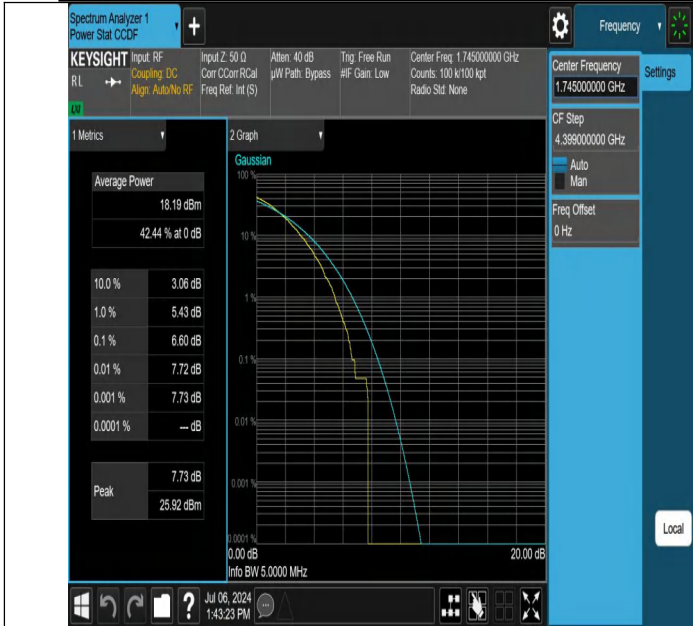 Spectrum Analyzer 1
Power Stat CCDF
+
Frequency
KEYSIGHT
RL
LXI
Input: RF
Coupling: DC
Align: Auto/No RF
Input Z: 50 Ω
Corr CCorr RCal
Freq Ref: Int (S)
Atten: 40 dB
µW Path: Bypass
Trig: Free Run
#IF Gain: Low
Center Freq: 1.745000000 GHz
Counts: 100 k/100 kpt
Radio Std: None
Center Frequency
1.745000000 GHz
Settings
CF Step
4.399000000 GHz
Auto
Man
Freq Offset
0 Hz
Local
1 Metrics
Average Power
18.19 dBm
42.44 % at 0 dB
10.0 % 3.06 dB
1.0 % 5.43 dB
0.1 % 6.60 dB
0.01 % 7.72 dB
0.001 % 7.73 dB
0.0001 % --- dB
Peak
7.73 dB
25.92 dBm
2 Graph
Gaussian
100 %
10 %
1 %
0.1 %
0.01 %
0.001 %
0.0001 %
0.00 dB
20.00 dB
Info BW 5.0000 MHz
?
Jul 06, 2024
1:43:23 PM